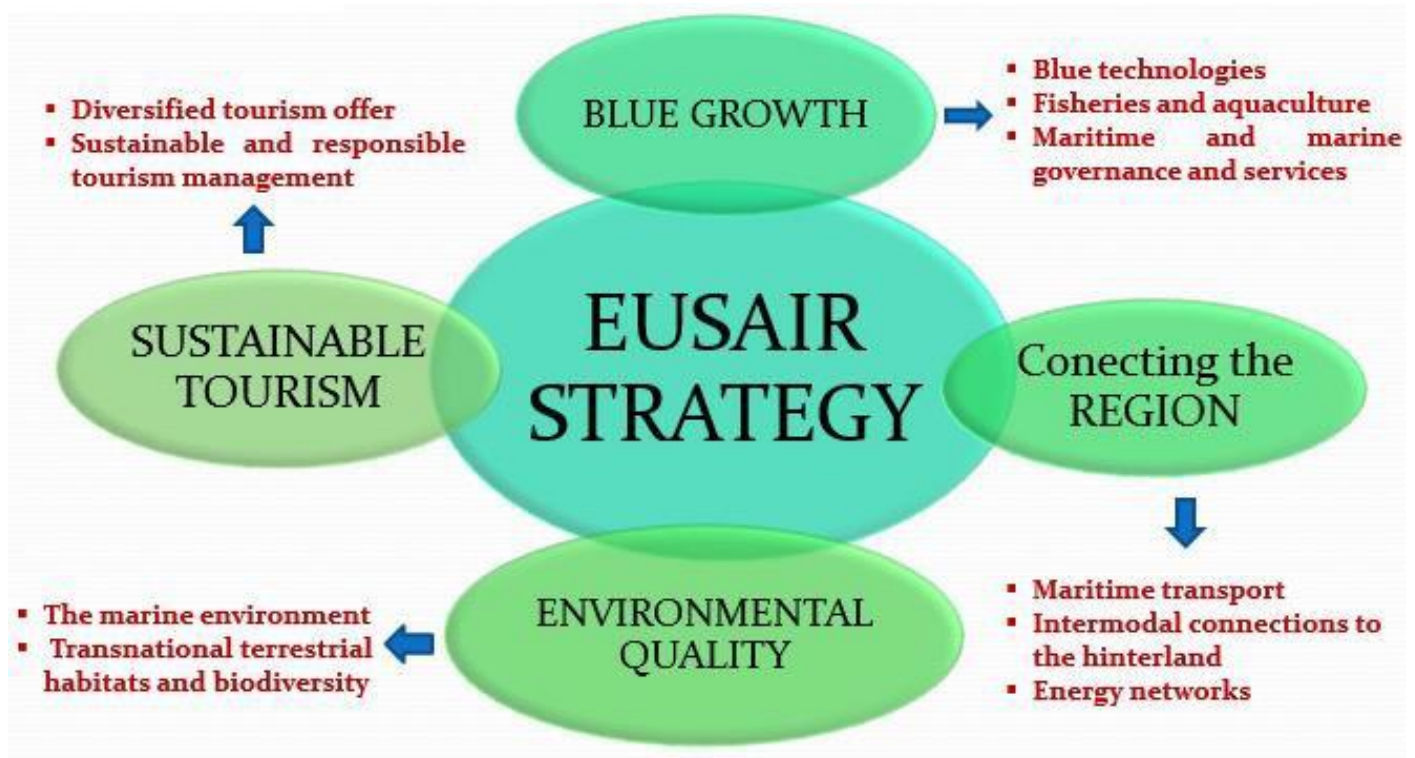 BLUE GROWTH
▪ Blue technologies
▪ Fisheries and aquaculture
▪ Maritime and marine
governance and services
▪ Diversified tourism offer
▪ Sustainable and responsible
tourism management
SUSTAINABLE
TOURISM
EUSAIR
STRATEGY
Conecting the
REGION
ENVIRONMENTAL
QUALITY
▪ The marine environment
▪ Transnational terrestrial
habitats and biodiversity
▪ Maritime transport
▪ Intermodal connections to
the hinterland
▪ Energy networks